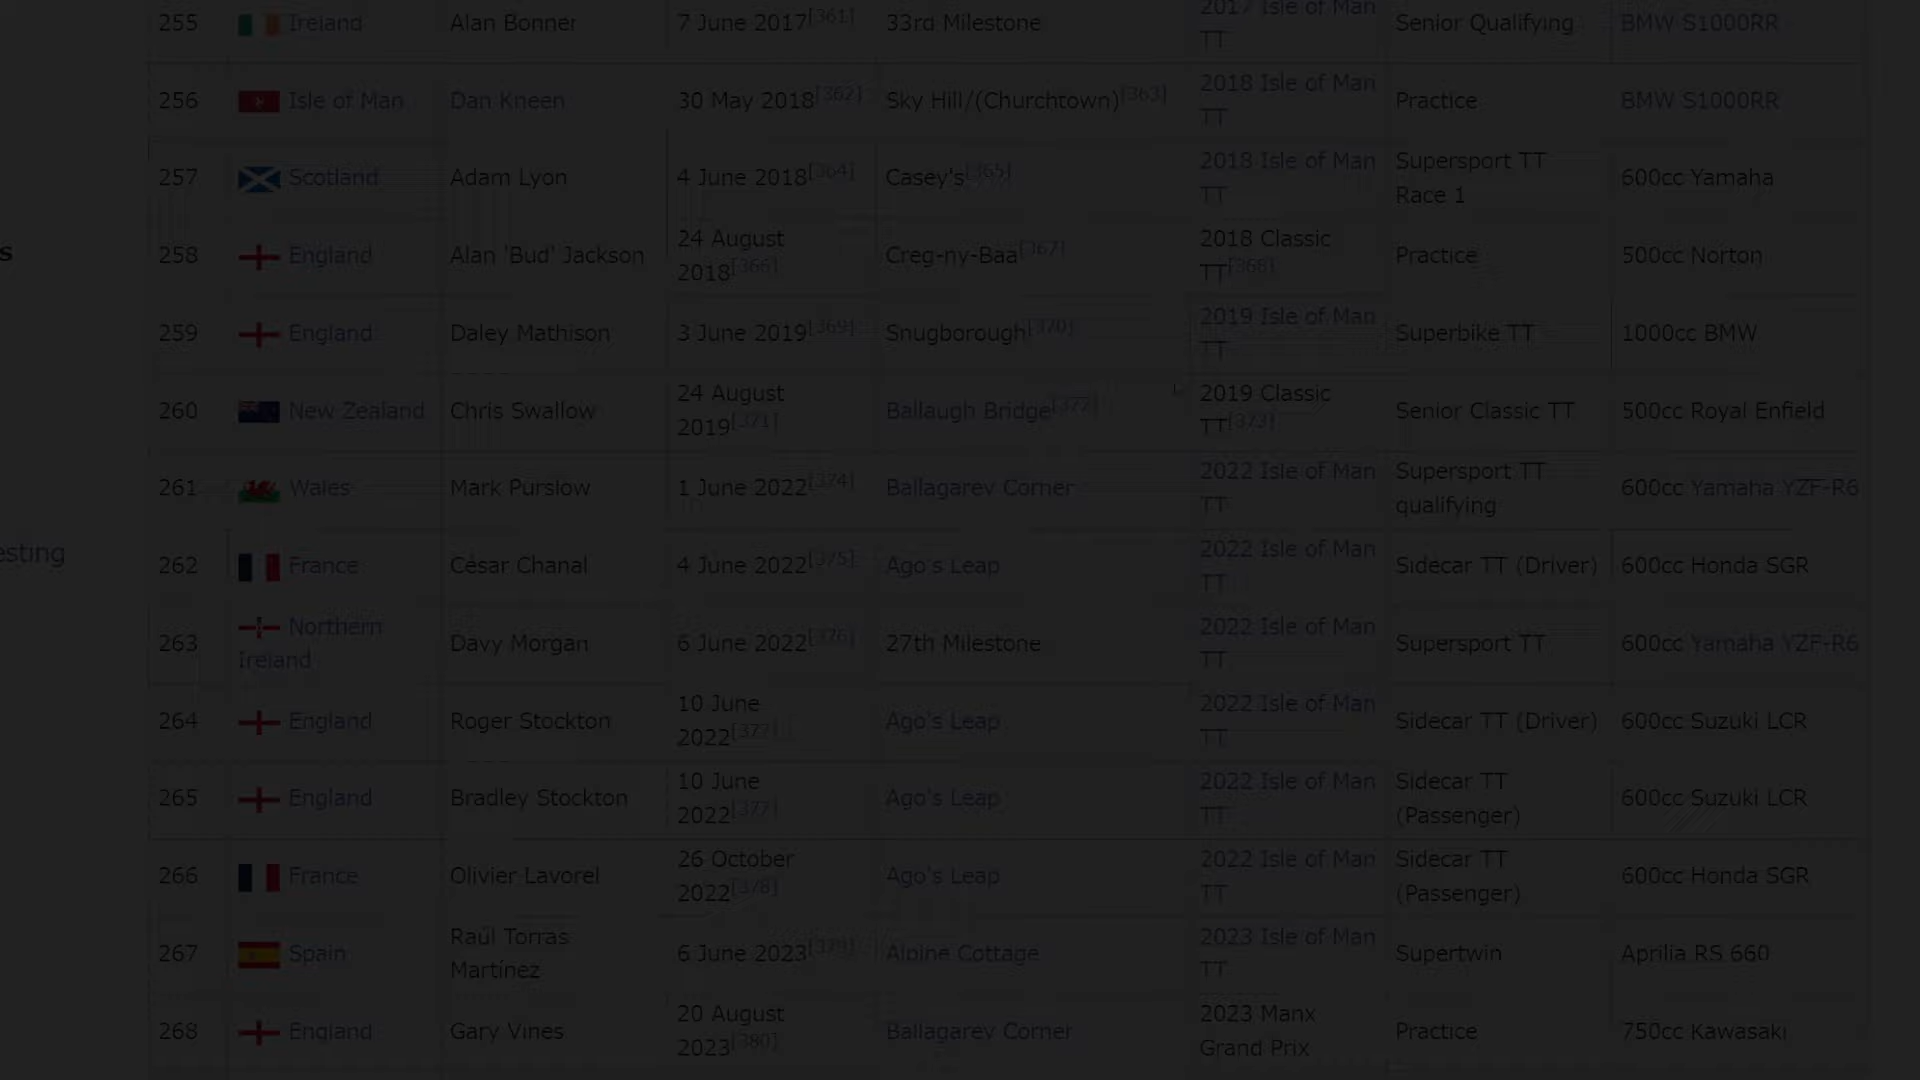 255 Ireland Alan Bonner 7 June 2017[361] 33rd Milestone 2017 Isle of Man TT Senior Qualifying BMW S1000RR
256 Isle of Man Dan Kneen 30 May 2018[362] Sky Hill/(Churchtown)[363] 2018 Isle of Man TT Practice BMW S1000RR
257 Scotland Adam Lyon 4 June 2018[364] Casey's[365] 2018 Isle of Man TT Supersport TT Race 1 600cc Yamaha
s
258 England Alan 'Bud' Jackson 24 August 2018[366] Creg-ny-Baa[367] 2018 Classic TT[368] Practice 500cc Norton
259 England Daley Mathison 3 June 2019[369] Snugborough[370] 2019 Isle of Man TT Superbike TT 1000cc BMW
260 New Zealand Chris Swallow 24 August 2019[371] Ballaugh Bridge[372] 2019 Classic TT[373] Senior Classic TT 500cc Royal Enfield
261 Wales Mark Purslow 1 June 2022[374] Ballagarey Corner 2022 Isle of Man TT Supersport TT qualifying 600cc Yamaha YZF-R6
esting
262 France César Chanal 4 June 2022[375] Ago's Leap 2022 Isle of Man TT Sidecar TT (Driver) 600cc Honda SGR
263 Northern Ireland Davy Morgan 6 June 2022[376] 27th Milestone 2022 Isle of Man TT Supersport TT 600cc Yamaha YZF-R6
264 England Roger Stockton 10 June 2022[377] Ago's Leap 2022 Isle of Man TT Sidecar TT (Driver) 600cc Suzuki LCR
265 England Bradley Stockton 10 June 2022[377] Ago's Leap 2022 Isle of Man TT Sidecar TT (Passenger) 600cc Suzuki LCR
266 France Olivier Lavorel 26 October 2022[378] Ago's Leap 2022 Isle of Man TT Sidecar TT (Passenger) 600cc Honda SGR
267 Spain Raúl Torras Martínez 6 June 2023[379] Alpine Cottage 2023 Isle of Man TT Supertwin Aprilia RS 660
268 England Gary Vines 20 August 2023[380] Ballagarey Corner 2023 Manx Grand Prix Practice 750cc Kawasaki